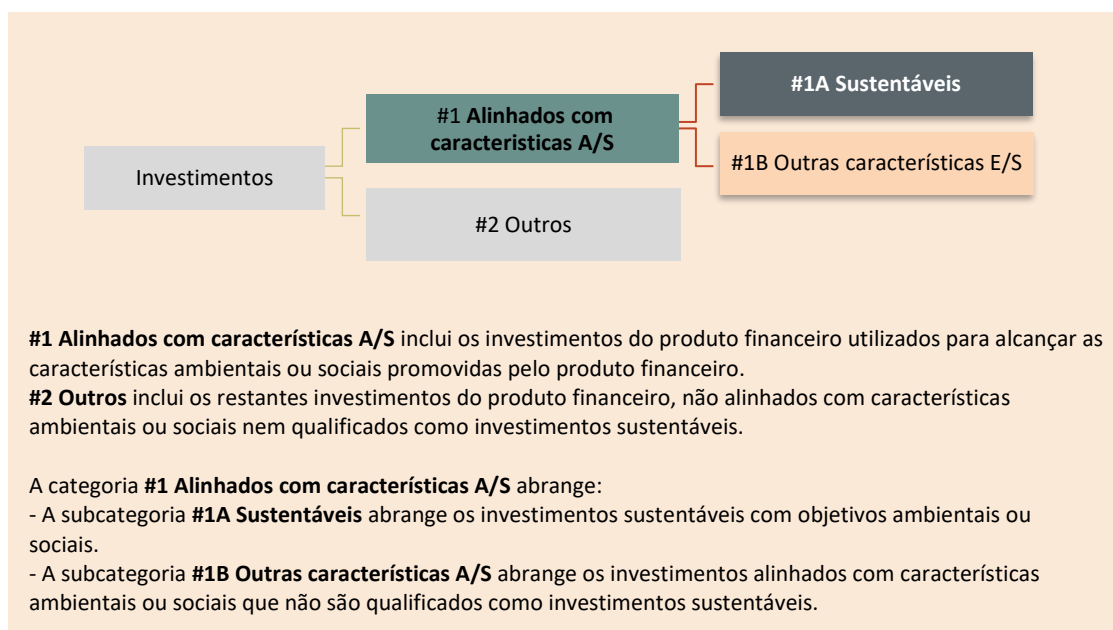 #1A Sustentáveis
#1 Alinhados com
caracteristicas A/S
#1B Outras características E/S
Investimentos
#2 Outros
#1 Alinhados com características A/S inclui os investimentos do produto financeiro utilizados para alcançar as
características ambientais ou sociais promovidas pelo produto financeiro.
#2 Outros inclui os restantes investimentos do produto financeiro, não alinhados com características
ambientais ou sociais nem qualificados como investimentos sustentáveis.
A categoria #1 Alinhados com características A/S abrange:
- A subcategoria #1A Sustentáveis abrange os investimentos sustentáveis com objetivos ambientais ou
sociais.
- A subcategoria #1B Outras características A/S abrange os investimentos alinhados com características
ambientais ou sociais que não são qualificados como investimentos sustentáveis.